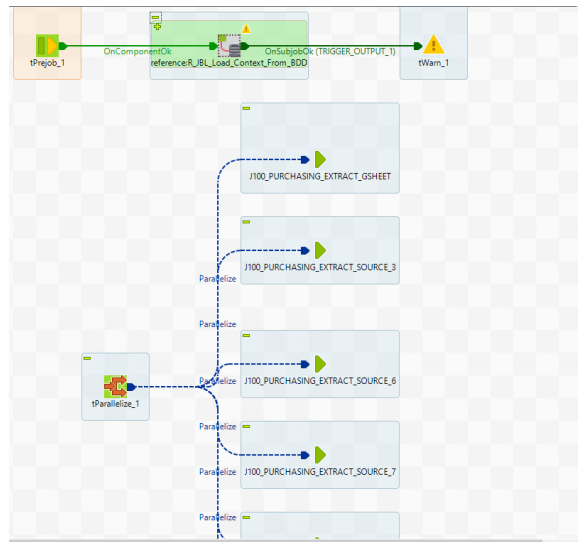 OnComponentOk
OnSubjobOk (TRIGGER_OUTPUT_1)
tPrejob_1
reference:R_JBL_Load_Context_From_BDD
tWarn_1
J100_PURCHASING_EXTRACT_GSHEET
J100_PURCHASING_EXTRACT_SOURCE_3
Parallelize
Parallelize
Parallelize
J100_PURCHASING_EXTRACT_SOURCE_6
tParallelize_1
Parallelize
Parallelize
J100_PURCHASING_EXTRACT_SOURCE_7
Parallelize